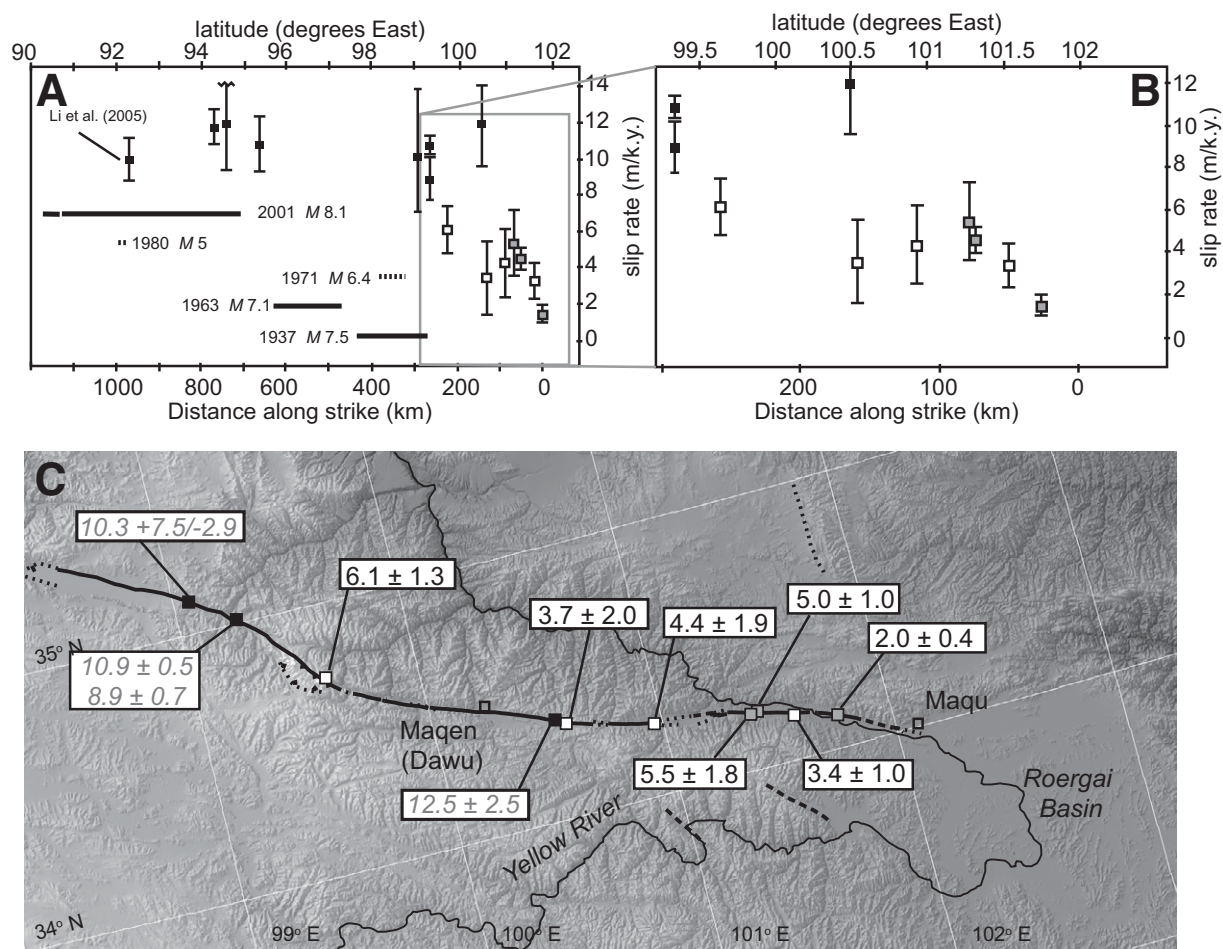 latitude (degrees East)
90 92 94 96 98 100 102
A
Li et al. (2005)
2001 M 8.1
1980 M 5
1971 M 6.4
1963 M 7.1
1937 M 7.5
14
12
10
8
6
4
2
0
slip rate (m/k.y.)
1000 800 600 400 200 0
Distance along strike (km)
latitude (degrees East)
99.5 100 100.5 101 101.5 102
B
12
10
8
6
4
2
0
slip rate (m/k.y.)
200 100 0
Distance along strike (km)
C
10.3 +7.5/-2.9
6.1 ± 1.3
3.7 ± 2.0
4.4 ± 1.9
5.0 ± 1.0
2.0 ± 0.4
35° N
10.9 ± 0.5
8.9 ± 0.7
Maqen
(Dawu)
Maqu
12.5 ± 2.5
5.5 ± 1.8
3.4 ± 1.0
Roergai
Basin
Yellow River
34° N
99° E 100° E 101° E 102° E